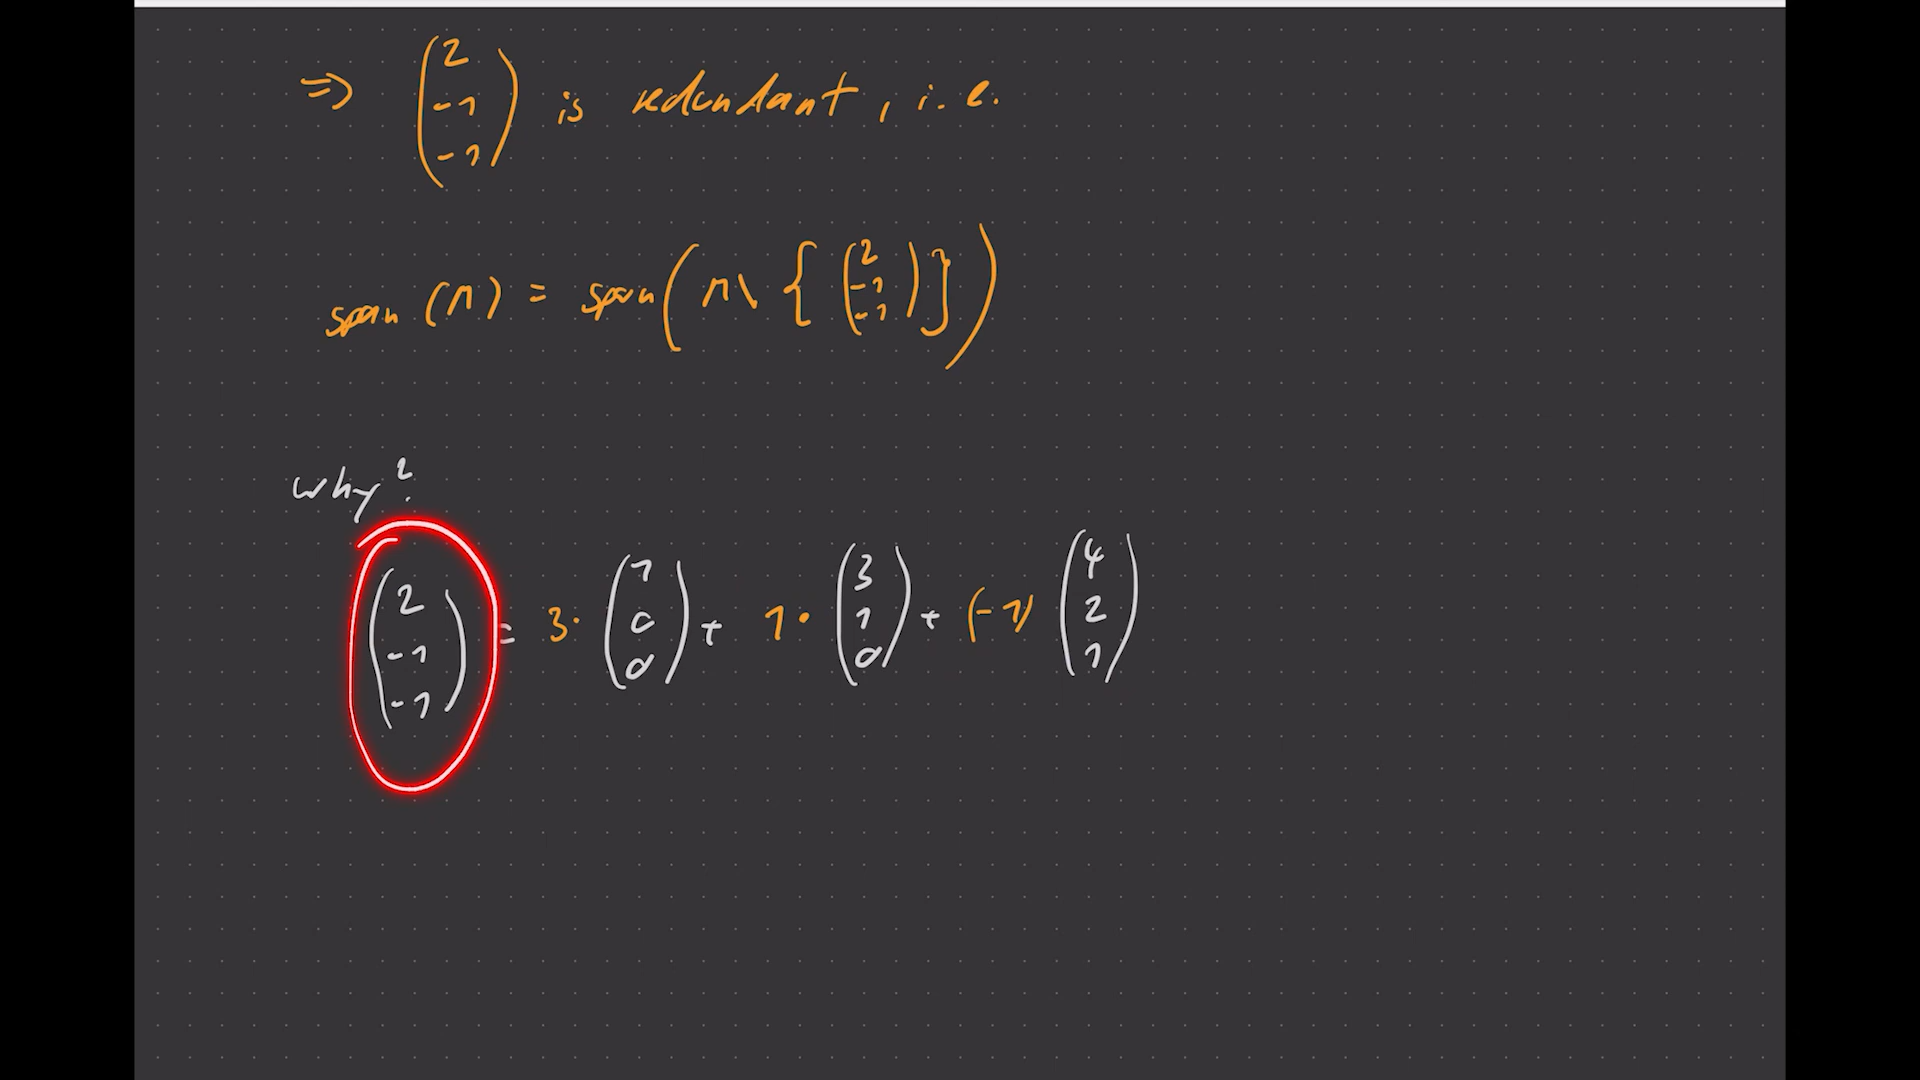 => (2 -1 -1) is redundant, i.e.
span (M) = span ( M \ { (2 -1 -1) } )
why?
(2 -1 -1) = 3 · (1 0 0) + 1 · (3 1 0) + (-1) (4 2 1)